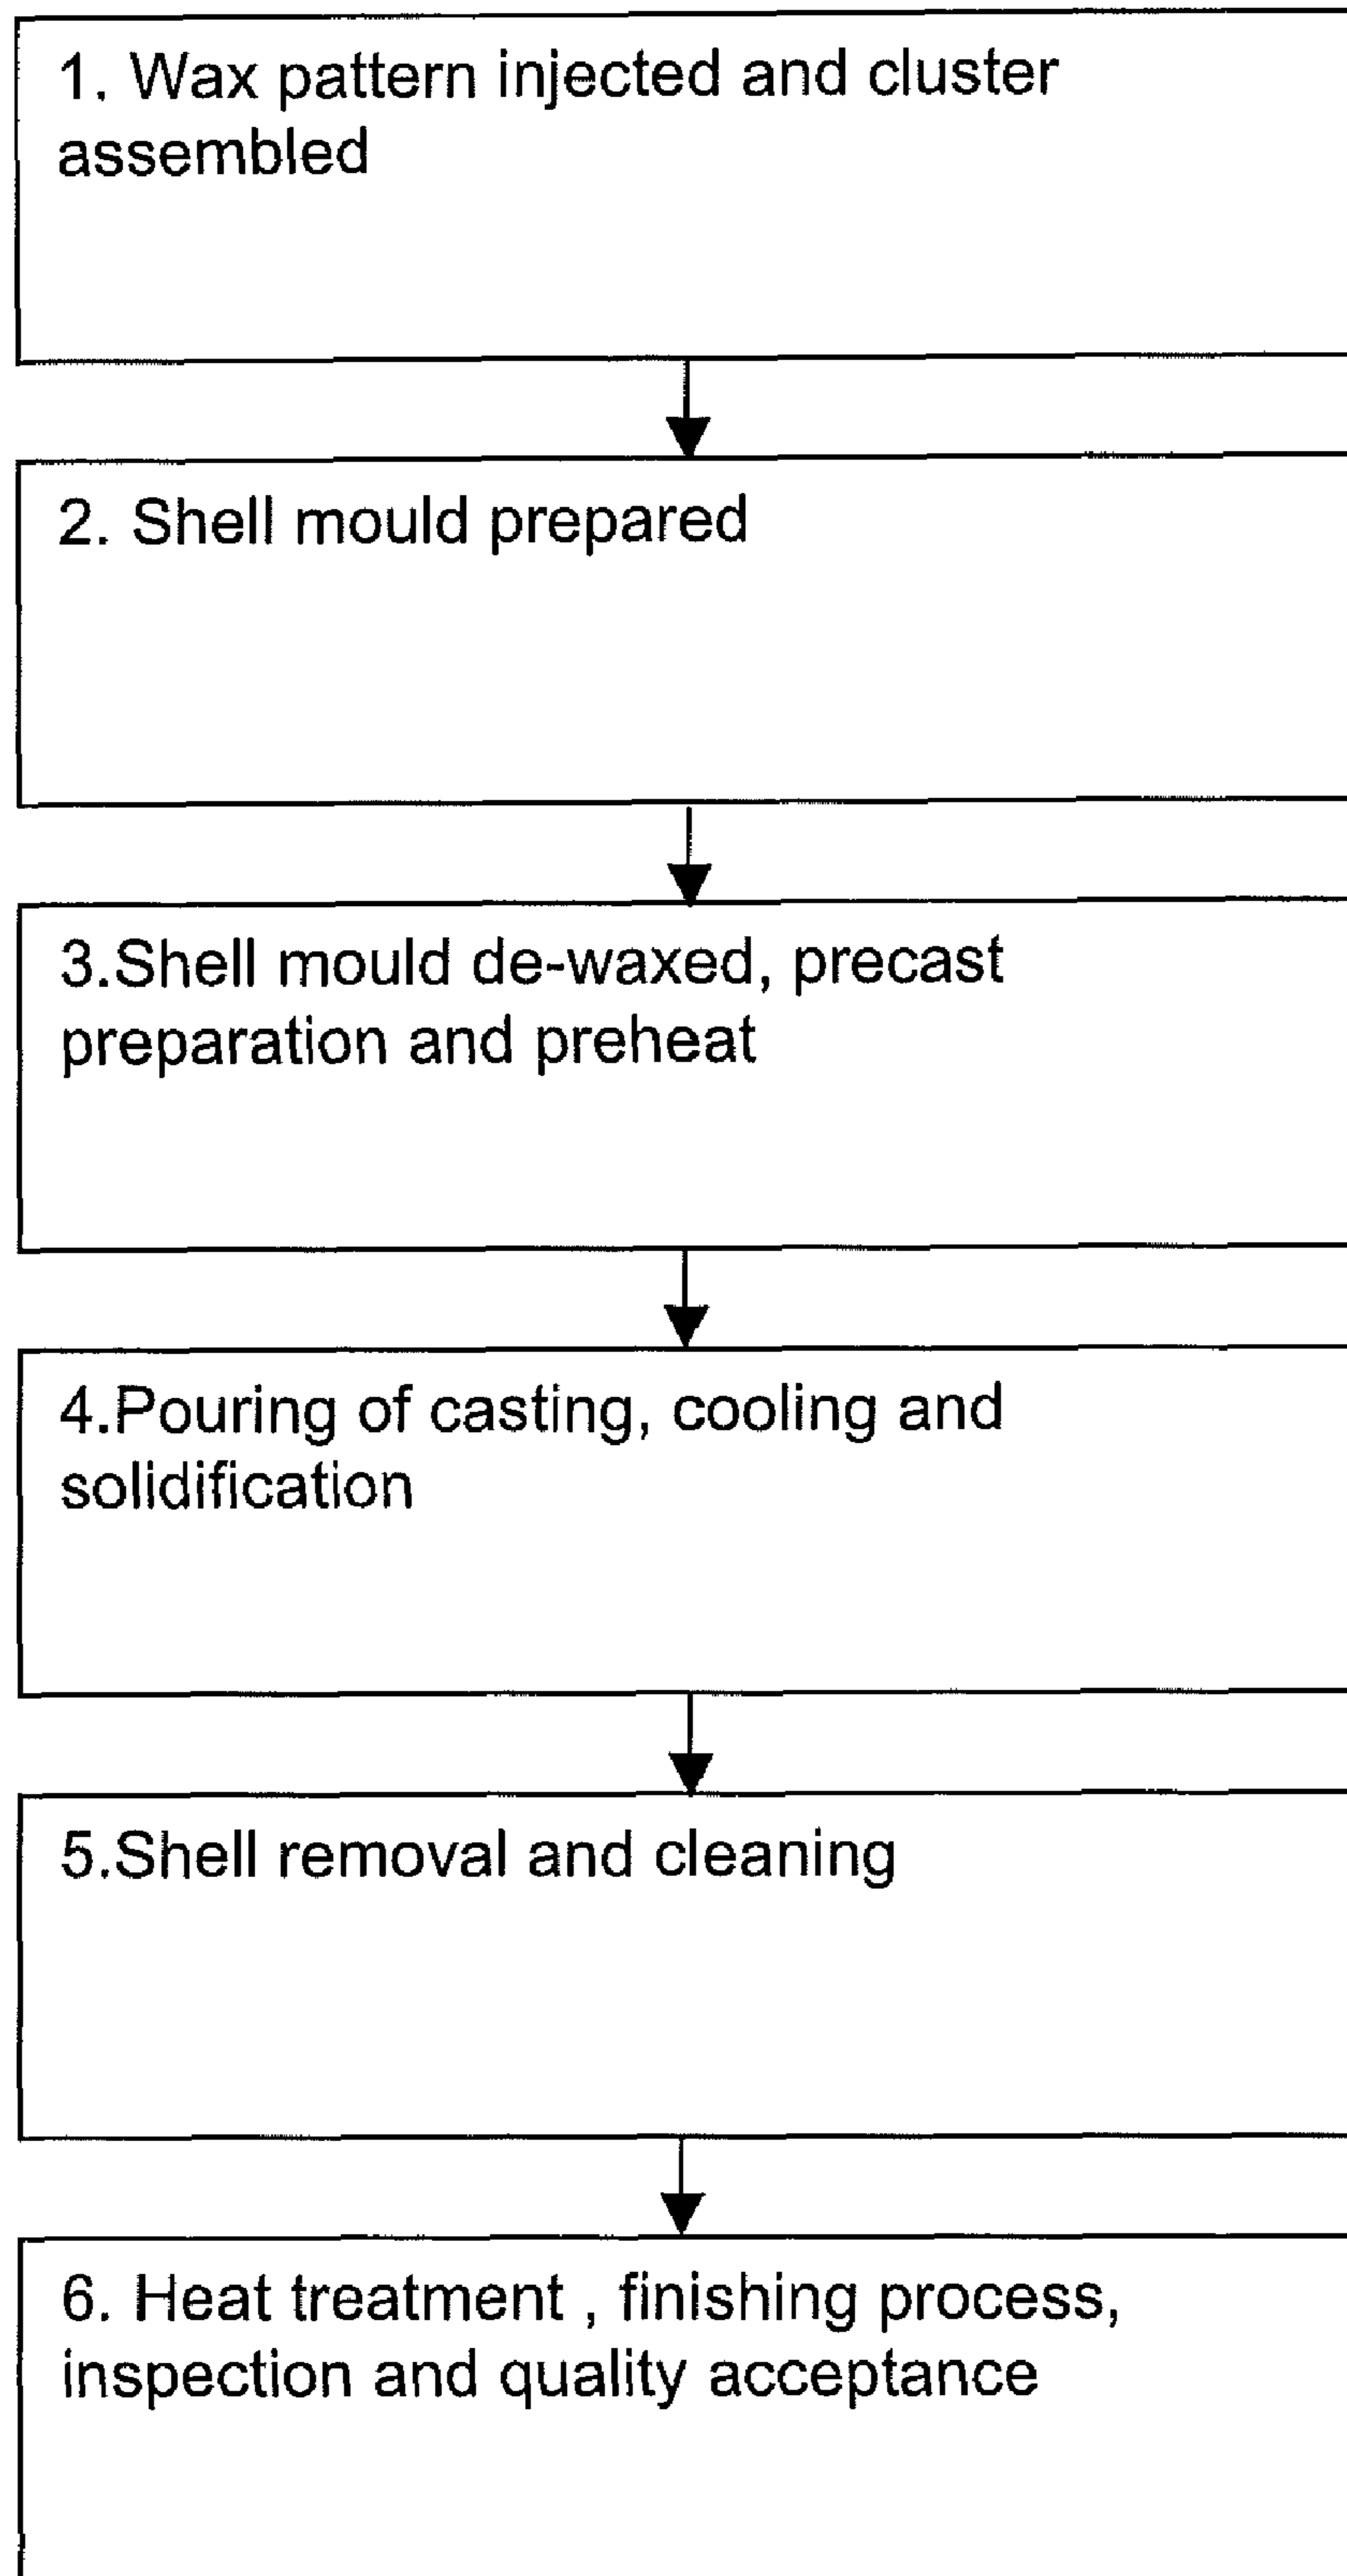 1. Wax pattern injected and cluster
assembled
2. Shell mould prepared
3.Shell mould de-waxed, precast
preparation and preheat
4.Pouring of casting, cooling and
solidification
5.Shell removal and cleaning
6. Heat treatment , finishing process,
inspection and quality acceptance